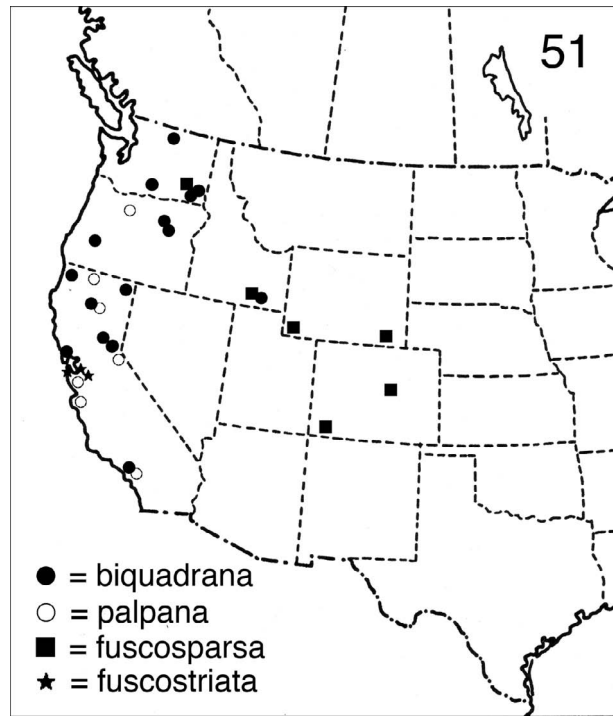 51
● = biquadrana
○ = palpana
■ = fuscosparsa
★ = fuscostriata